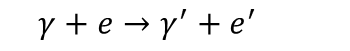 γ + e → γ′ + e′